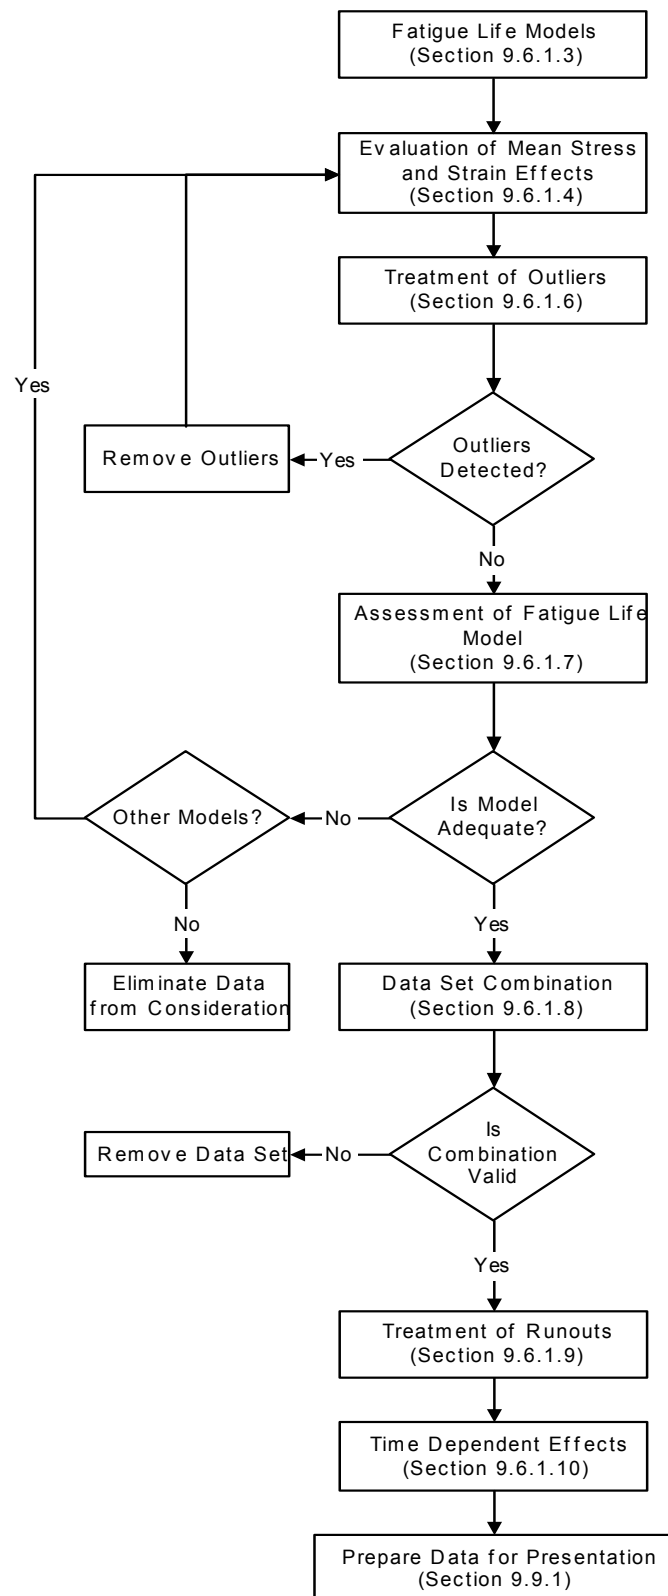 Fatigue Life Models
(Section 9.6.1.3)
Evaluation of Mean Stress
and Strain Effects
(Section 9.6.1.4)
Treatment of Outliers
(Section 9.6.1.6)
Yes
Remove Outliers
Yes
Outliers
Detected?
No
Assessment of Fatigue Life
Model
(Section 9.6.1.7)
Other Models?
No
Is Model
Adequate?
No
Yes
Eliminate Data
from Consideration
Data Set Combination
(Section 9.6.1.8)
Remove Data Set
No
Is
Combination
Valid
Yes
Treatment of Runouts
(Section 9.6.1.9)
Time Dependent Effects
(Section 9.6.1.10)
Prepare Data for Presentation
(Section 9.9.1)